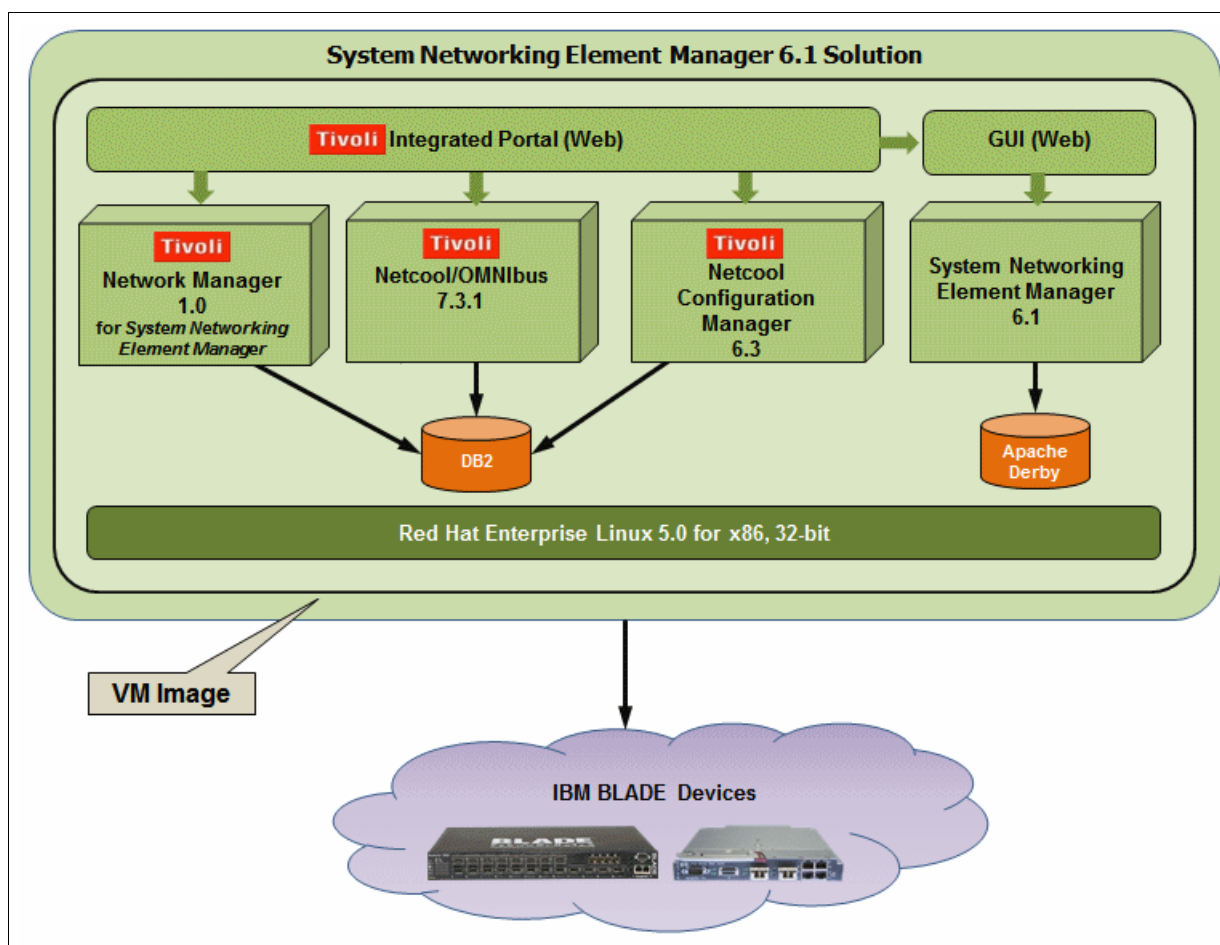 System Networking Element Manager 6.1 Solution
Tivoli Integrated Portal (Web)
GUI (Web)
Tivoli
Network Manager
1.0
for System Networking
Element Manager
Tivoli
Netcool/OMNIbus
7.3.1
Tivoli
Netcool
Configuration
Manager
6.3
System Networking
Element Manager
6.1
DB2
Apache
Derby
Red Hat Enterprise Linux 5.0 for x86, 32-bit
VM Image
IBM BLADE Devices
BLADE